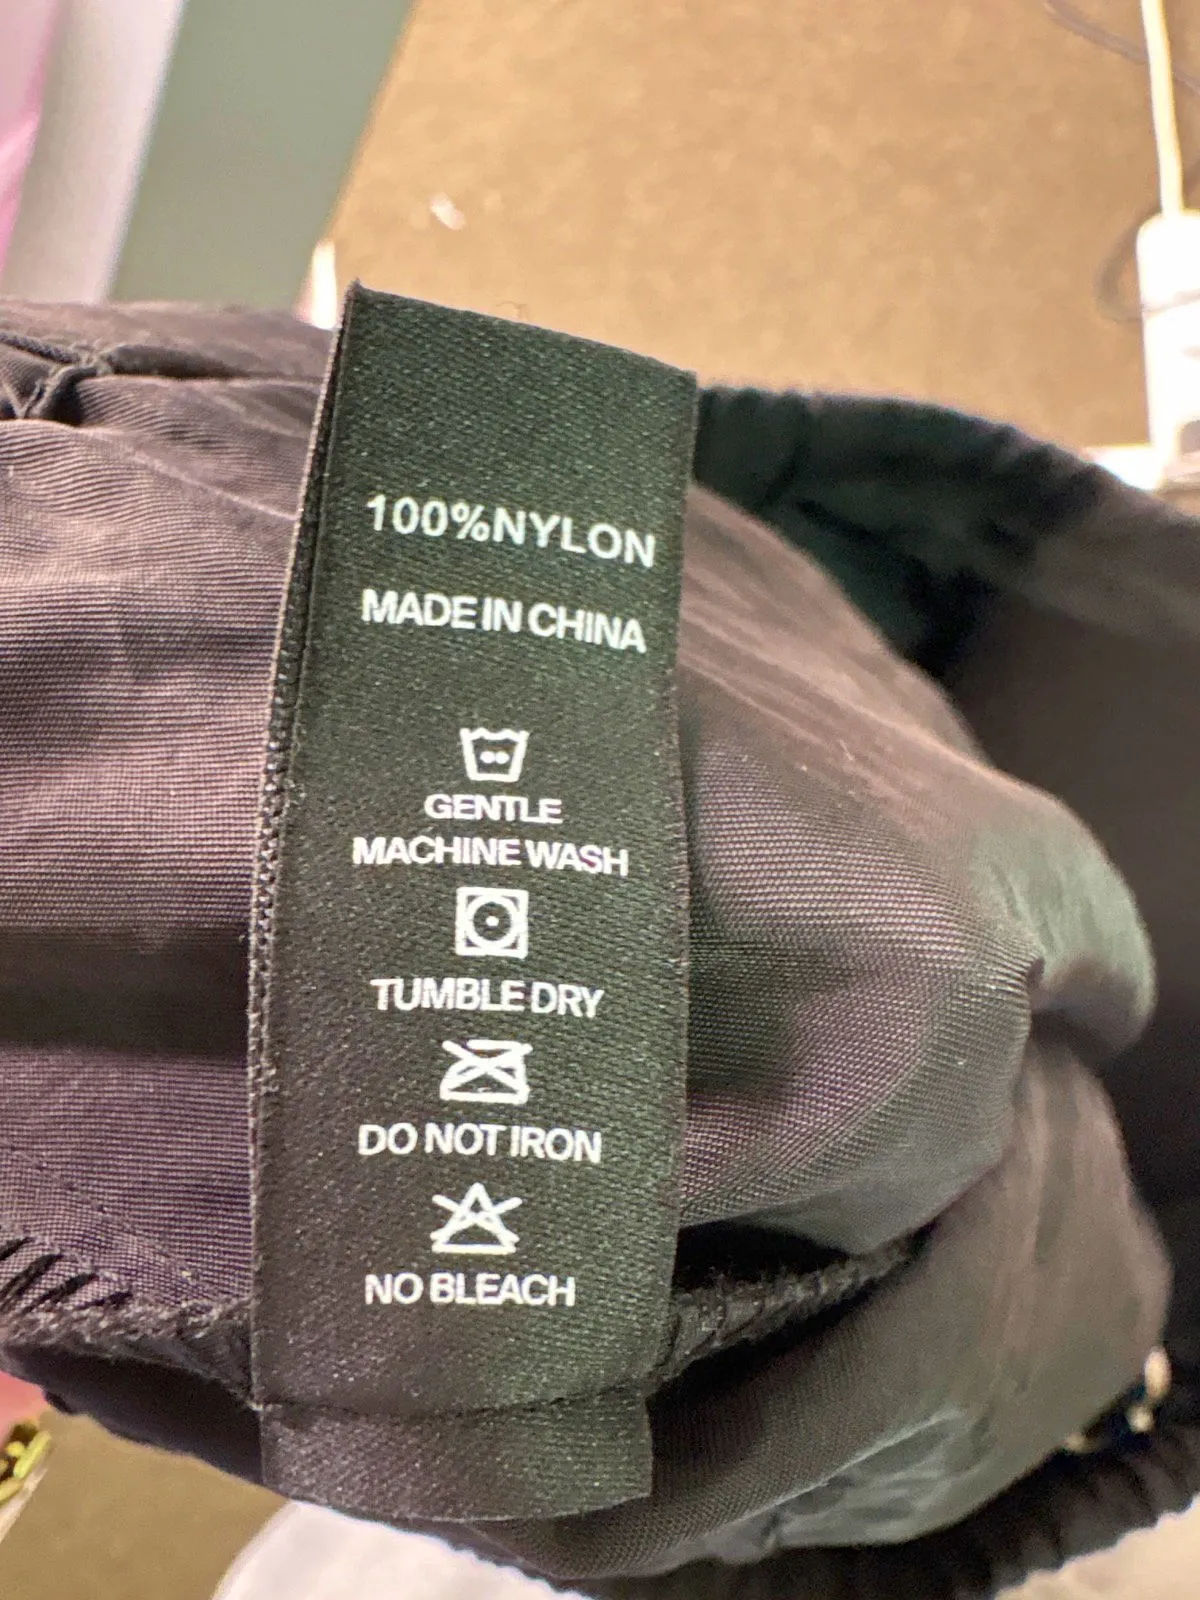 100%NYLON
MADE IN CHINA
GENTLE
MACHINE WASH
TUMBLE DRY
DO NOT IRON
NO BLEACH